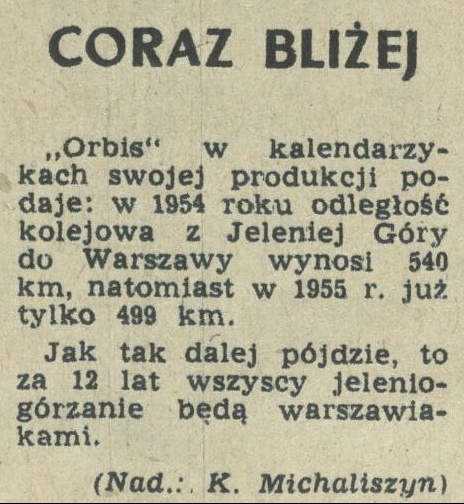 CORAZ BLIŻEJ
„Orbis“ w kalendarzy-
kach swojej produkcji po-
daje: w 1954 roku odległość
kolejowa z Jeleniej Góry
do Warszawy wynosi 540
km, natomiast w 1955 r. już
tylko 499 km.
Jak tak dalej pójdzie, to
za 12 lat wszyscy jelenio-
górzanie będą warszawia-
kami.
(Nad.: K. Michaliszyn)